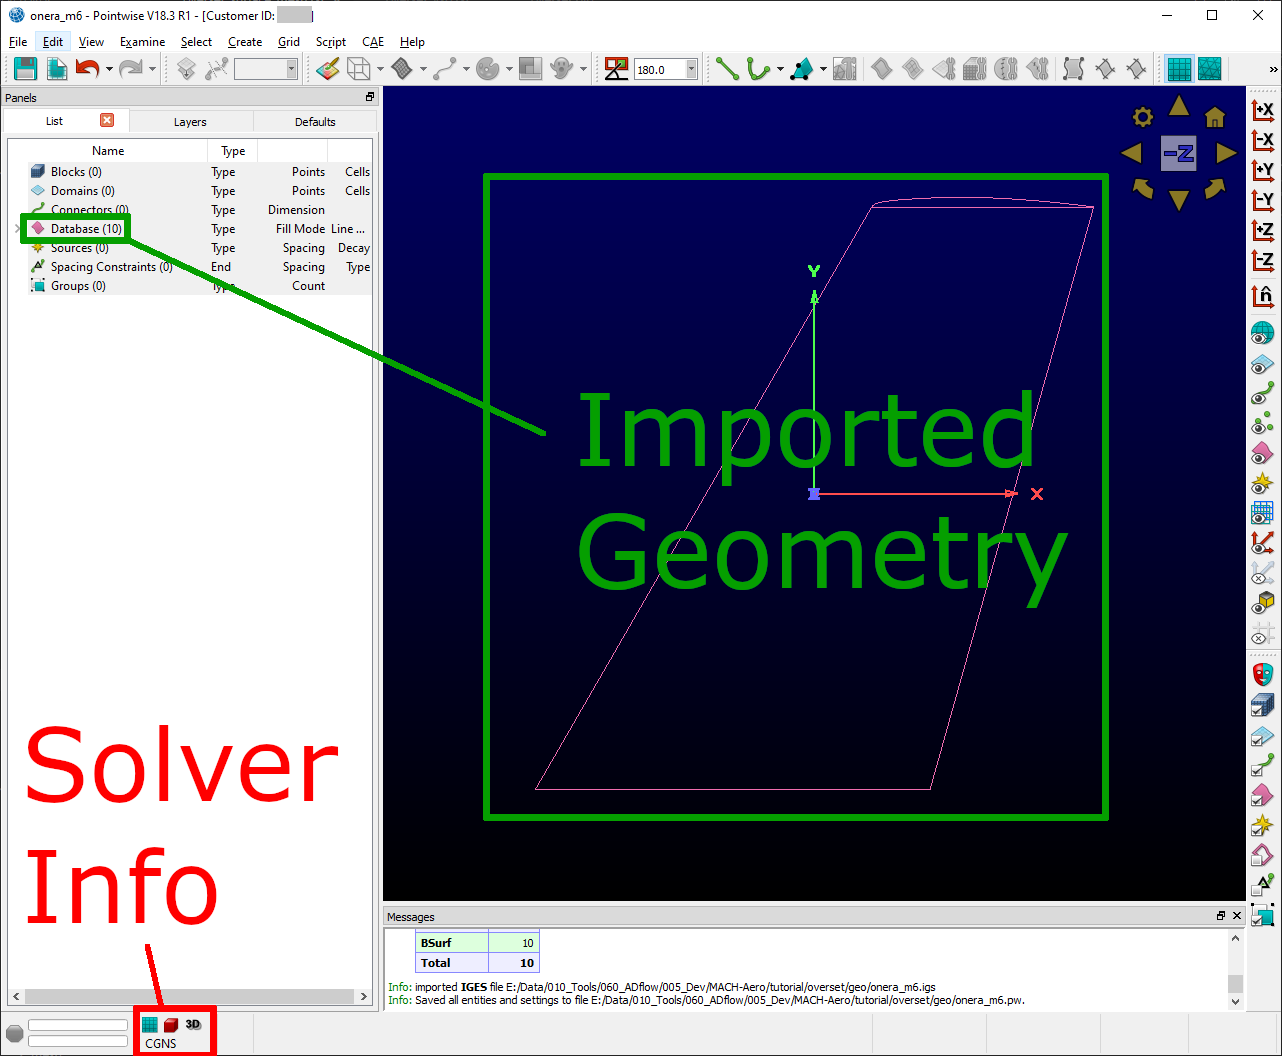 onera_m6 - Pointwise V18.3 R1 - [Customer ID: ]
File Edit View Examine Select Create Grid Script CAE Help
180.0
»
Panels
List Layers Defaults
Name Type
Blocks (0) Type Points Cells
Domains (0) Type Points Cells
Connectors (0) Type Dimension
Database (10) Type Fill Mode Line ...
Sources (0) Type Spacing Decay
Spacing Constraints (0) End Spacing Type
Groups (0) Type Count
-Z
Y
X
Z
Imported
Geometry
+X
-X
+Y
-Y
+Z
-Z
n̂
Solver
Info
Messages
BSurf 10
Total 10
Info: imported IGES file E:/Data/010_Tools/060_ADflow/005_Dev/MACH-Aero/tutorial/overset/geo/onera_m6.igs
Info: Saved all entities and settings to file E:/Data/010_Tools/060_ADflow/005_Dev/MACH-Aero/tutorial/overset/geo/onera_m6.pw.
3D
CGNS